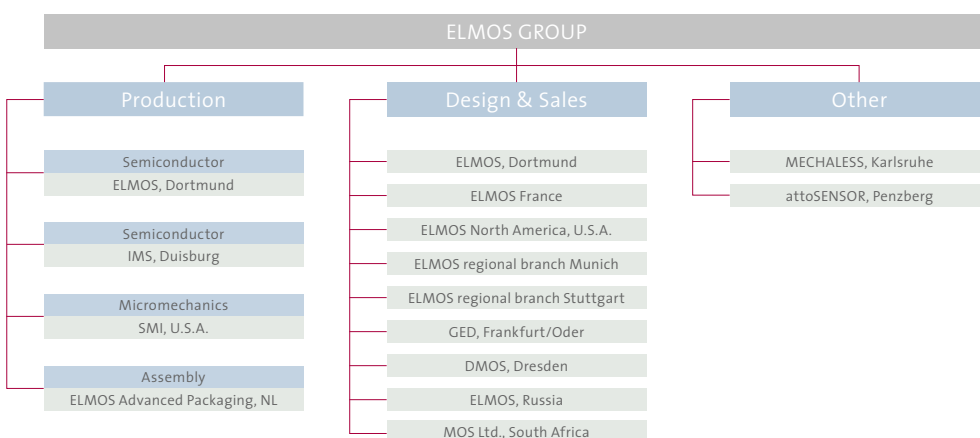 ELMOS GROUP
Production
Semiconductor
ELMOS, Dortmund
Semiconductor
IMS, Duisburg
Micromechanics
SMI, U.S.A.
Assembly
ELMOS Advanced Packaging, NL
Design & Sales
ELMOS, Dortmund
ELMOS France
ELMOS North America, U.S.A.
ELMOS regional branch Munich
ELMOS regional branch Stuttgart
GED, Frankfurt/Oder
DMOS, Dresden
ELMOS, Russia
MOS Ltd., South Africa
Other
MECHALESS, Karlsruhe
attoSENSOR, Penzberg